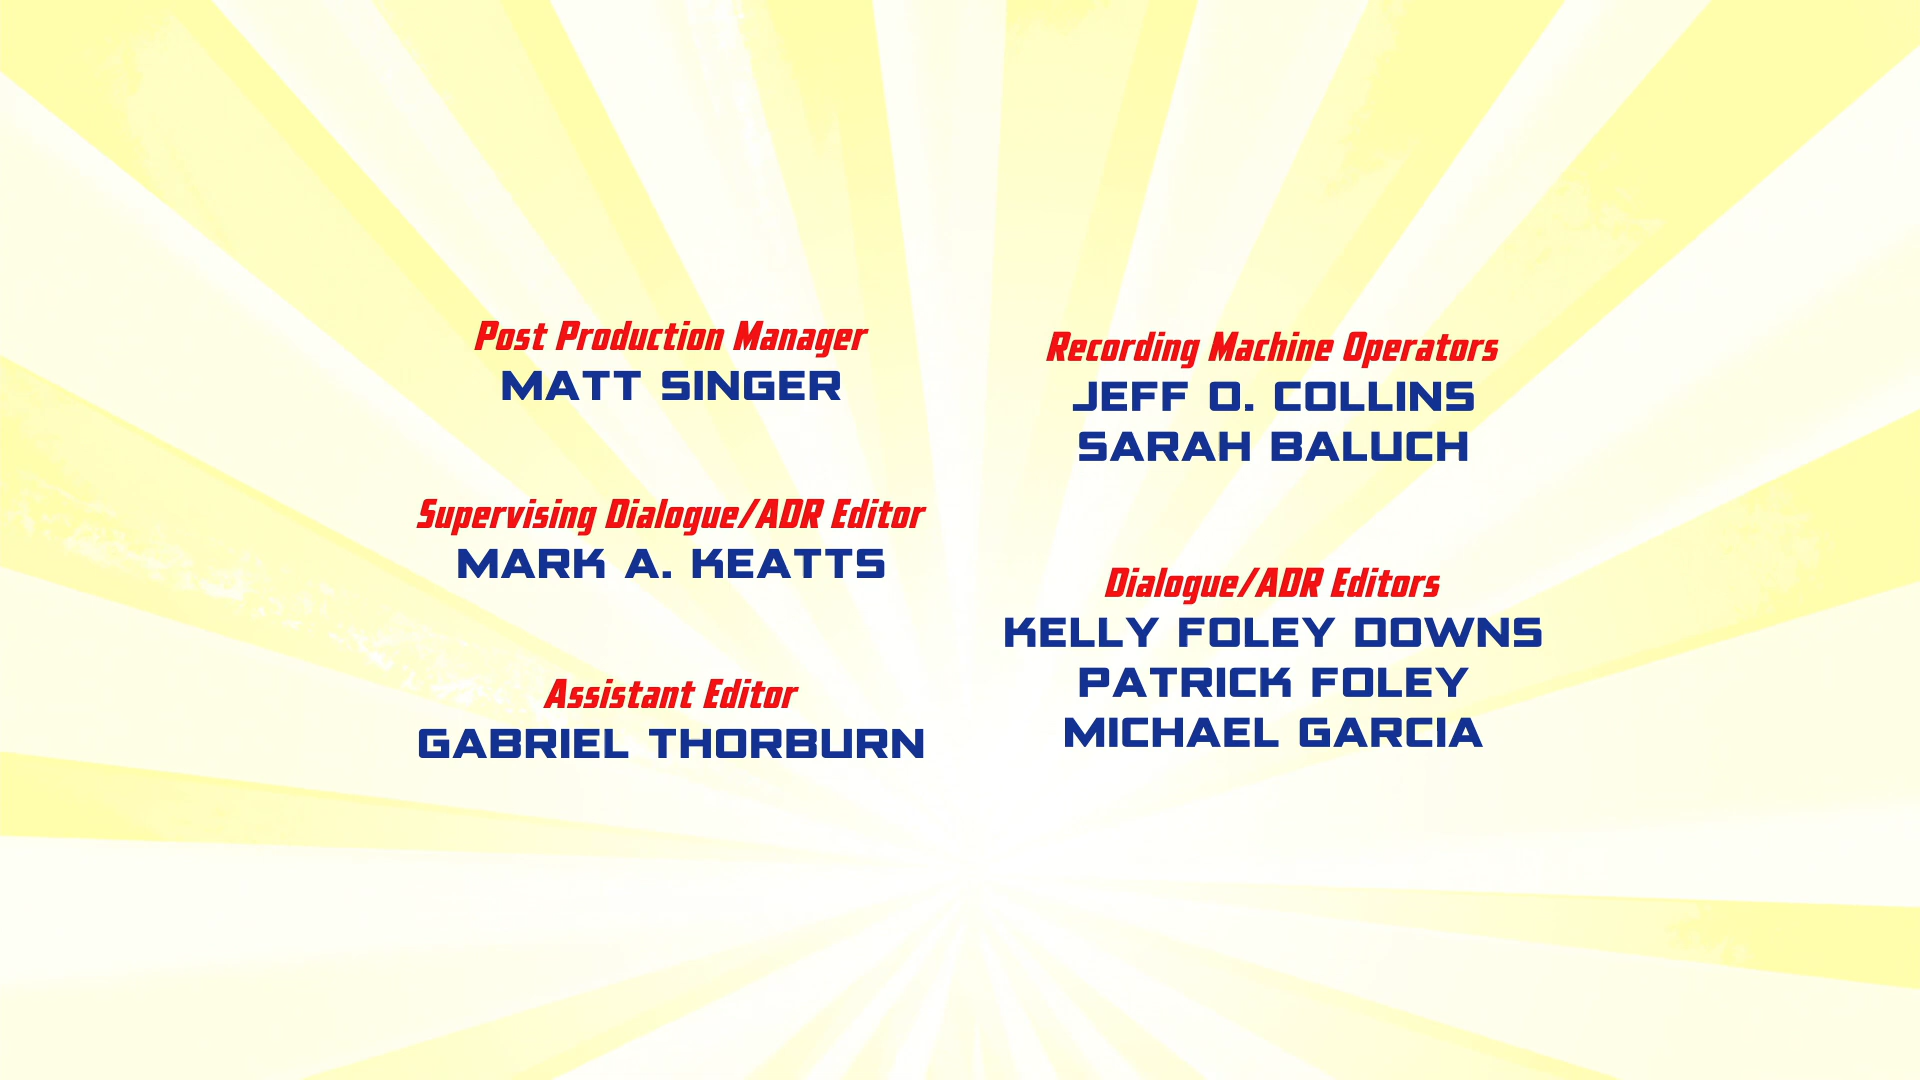 Post Production Manager
MATT SINGER
Supervising Dialogue/ADR Editor
MARK A. KEATTS
Assistant Editor
GABRIEL THORBURN
Recording Machine Operators
JEFF O. COLLINS
SARAH BALUCH
Dialogue/ADR Editors
KELLY FOLEY DOWNS
PATRICK FOLEY
MICHAEL GARCIA